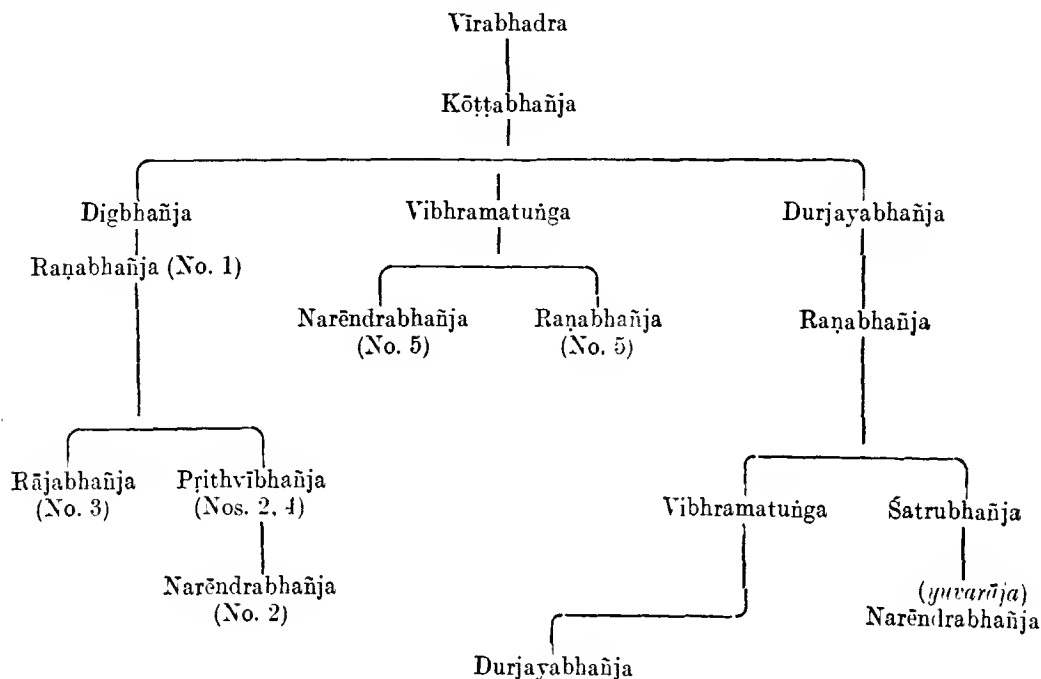 Vīrabhadra
Kōṭṭabhañja
Digbhañja Vibhramatuṅga Durjayabhañja
Raṇabhañja (No. 1)
Narēndrabhañja Raṇabhañja Raṇabhañja
(No. 5) (No. 5)
Rājabhañja Pṛithvībhañja
(No. 3) (Nos. 2, 4)
Vibhramatuṅga Śatrubhañja
Narēndrabhañja (yuvarāja)
(No. 2) Narēndrabhañja
Durjayabhañja